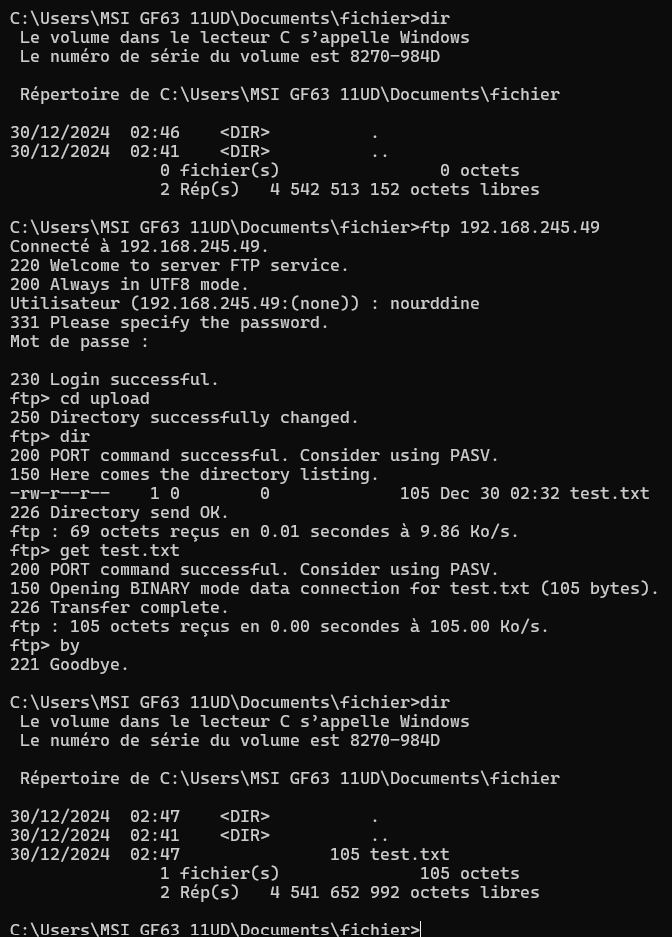 C:\Users\MSI GF63 11UD\Documents\fichier>dir
 Le volume dans le lecteur C s’appelle Windows
 Le numéro de série du volume est 8270-984D

 Répertoire de C:\Users\MSI GF63 11UD\Documents\fichier

30/12/2024  02:46    <DIR>          .
30/12/2024  02:41    <DIR>          ..
               0 fichier(s)                0 octets
               2 Rép(s)   4 542 513 152 octets libres

C:\Users\MSI GF63 11UD\Documents\fichier>ftp 192.168.245.49
Connecté à 192.168.245.49.
220 Welcome to server FTP service.
200 Always in UTF8 mode.
Utilisateur (192.168.245.49:(none)) : nourddine
331 Please specify the password.
Mot de passe :

230 Login successful.
ftp> cd upload
250 Directory successfully changed.
ftp> dir
200 PORT command successful. Consider using PASV.
150 Here comes the directory listing.
-rw-r--r--    1 0        0             105 Dec 30 02:32 test.txt
226 Directory send OK.
ftp : 69 octets reçus en 0.01 secondes à 9.86 Ko/s.
ftp> get test.txt
200 PORT command successful. Consider using PASV.
150 Opening BINARY mode data connection for test.txt (105 bytes).
226 Transfer complete.
ftp : 105 octets reçus en 0.00 secondes à 105.00 Ko/s.
ftp> by
221 Goodbye.

C:\Users\MSI GF63 11UD\Documents\fichier>dir
 Le volume dans le lecteur C s’appelle Windows
 Le numéro de série du volume est 8270-984D

 Répertoire de C:\Users\MSI GF63 11UD\Documents\fichier

30/12/2024  02:47    <DIR>          .
30/12/2024  02:41    <DIR>          ..
30/12/2024  02:47               105 test.txt
               1 fichier(s)              105 octets
               2 Rép(s)   4 541 652 992 octets libres

C:\Users\MSI GF63 11UD\Documents\fichier>